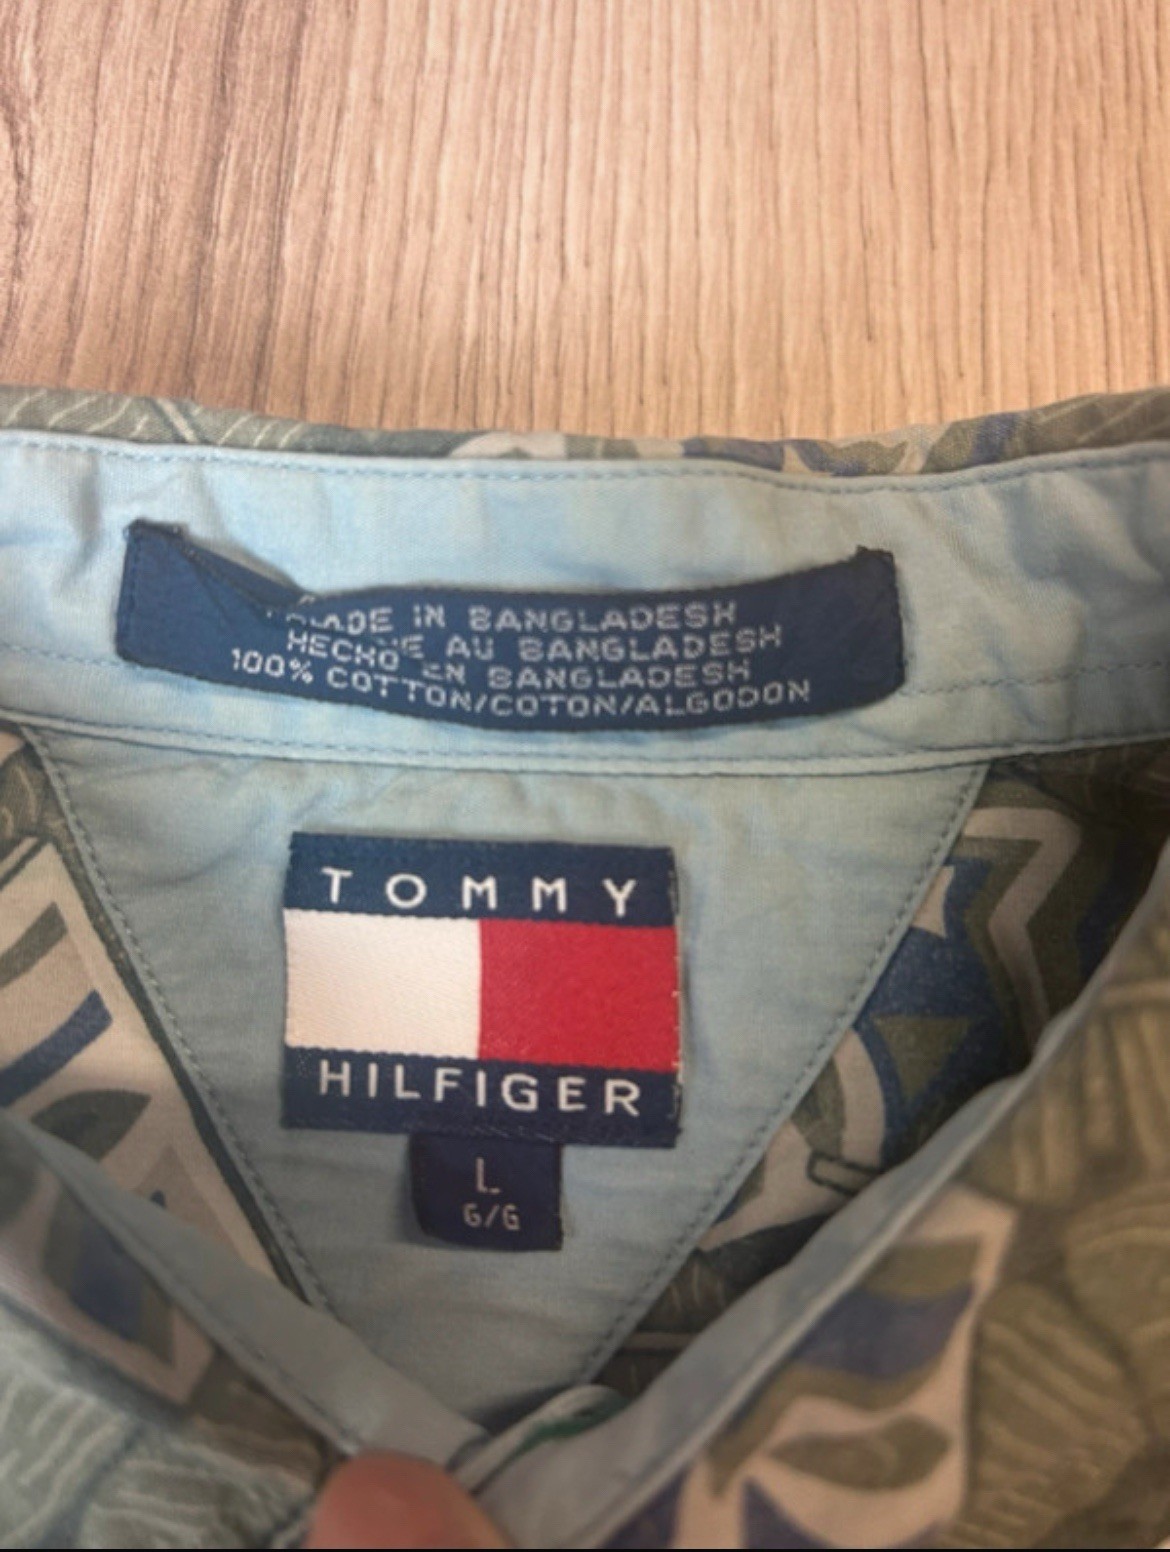 MADE IN BANGLADESH
AU BANGLADESH
HECHO EN BANGLADESH
100% COTTON/COTON/ALGODON
TOMMY
HILFIGER
L
G/G